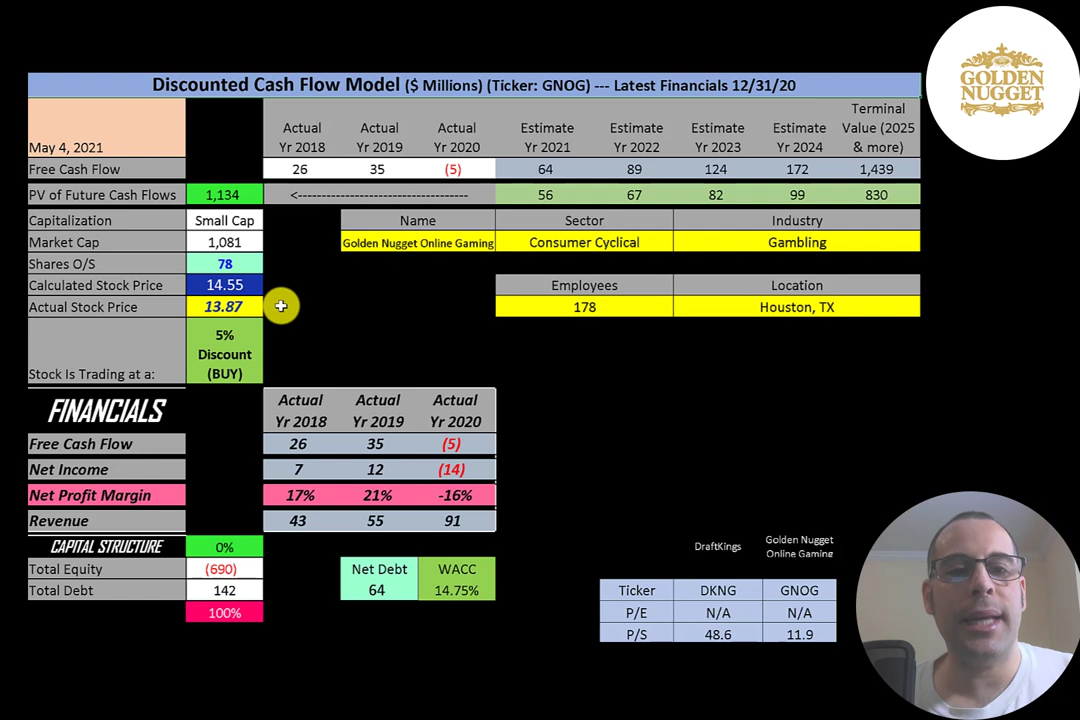 Discounted Cash Flow Model ($ Millions) (Ticker: GNOG) --- Latest Financials 12/31/20
GOLDEN
NUGGET
May 4, 2021
Actual Yr 2018
Actual Yr 2019
Actual Yr 2020
Estimate Yr 2021
Estimate Yr 2022
Estimate Yr 2023
Estimate Yr 2024
Terminal Value (2025 & more)
Free Cash Flow 26 35 (5) 64 89 124 172 1,439
PV of Future Cash Flows 1,134 <---------------------------------- 56 67 82 99 830
Capitalization Small Cap Name Sector Industry
Market Cap 1,081 Golden Nugget Online Gaming Consumer Cyclical Gambling
Shares O/S 78
Calculated Stock Price 14.55 Employees Location
Actual Stock Price 13.87 178 Houston, TX
Stock Is Trading at a: 5% Discount (BUY)
FINANCIALS
Actual Yr 2018
Actual Yr 2019
Actual Yr 2020
Free Cash Flow 26 35 (5)
Net Income 7 12 (14)
Net Profit Margin 17% 21% -16%
Revenue 43 55 91
CAPITAL STRUCTURE 0%
Total Equity (690) Net Debt WACC
Total Debt 142 64 14.75%
100%
DraftKings Golden Nugget Online Gaming
Ticker DKNG GNOG
P/E N/A N/A
P/S 48.6 11.9